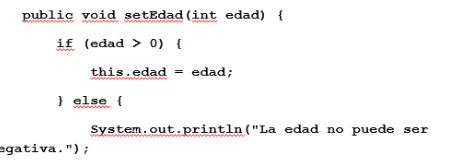 public void setEdad(int edad) {
if (edad > 0) {
this.edad = edad;
} else {
System.out.println("La edad no puede ser
egativa.");